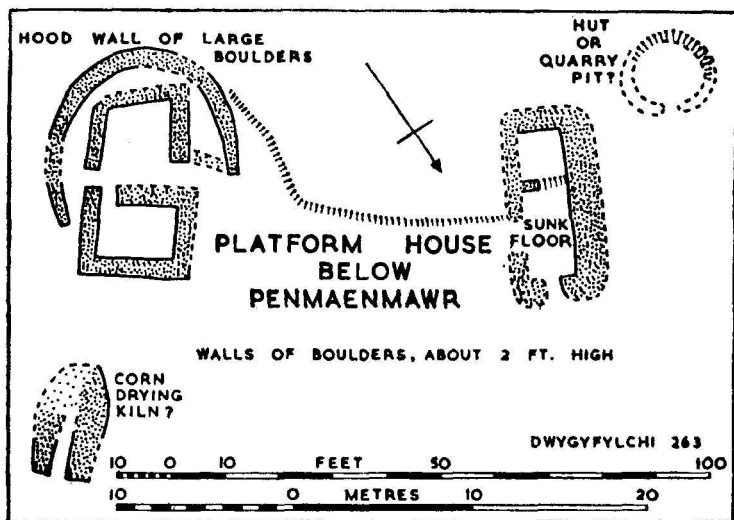 HOOD WALL OF LARGE
BOULDERS
HUT
OR
QUARRY
PIT?
SUNK
FLOOR
PLATFORM HOUSE
BELOW
PENMAENMAWR
WALLS OF BOULDERS, ABOUT 2 FT. HIGH
CORN
DRYING
KILN?
DWYGYFYLCHI 263
10 0 10 FEET 50 100
10 METRES 0 10 20